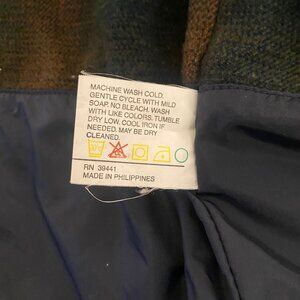 MACHINE WASH COLD.
GENTLE CYCLE WITH MILD
SOAP. NO BLEACH. WASH
WITH LIKE COLORS. TUMBLE
DRY LOW. COOL IRON IF
NEEDED. MAY BE DRY
CLEANED.
RN 39441
MADE IN PHILIPPINES